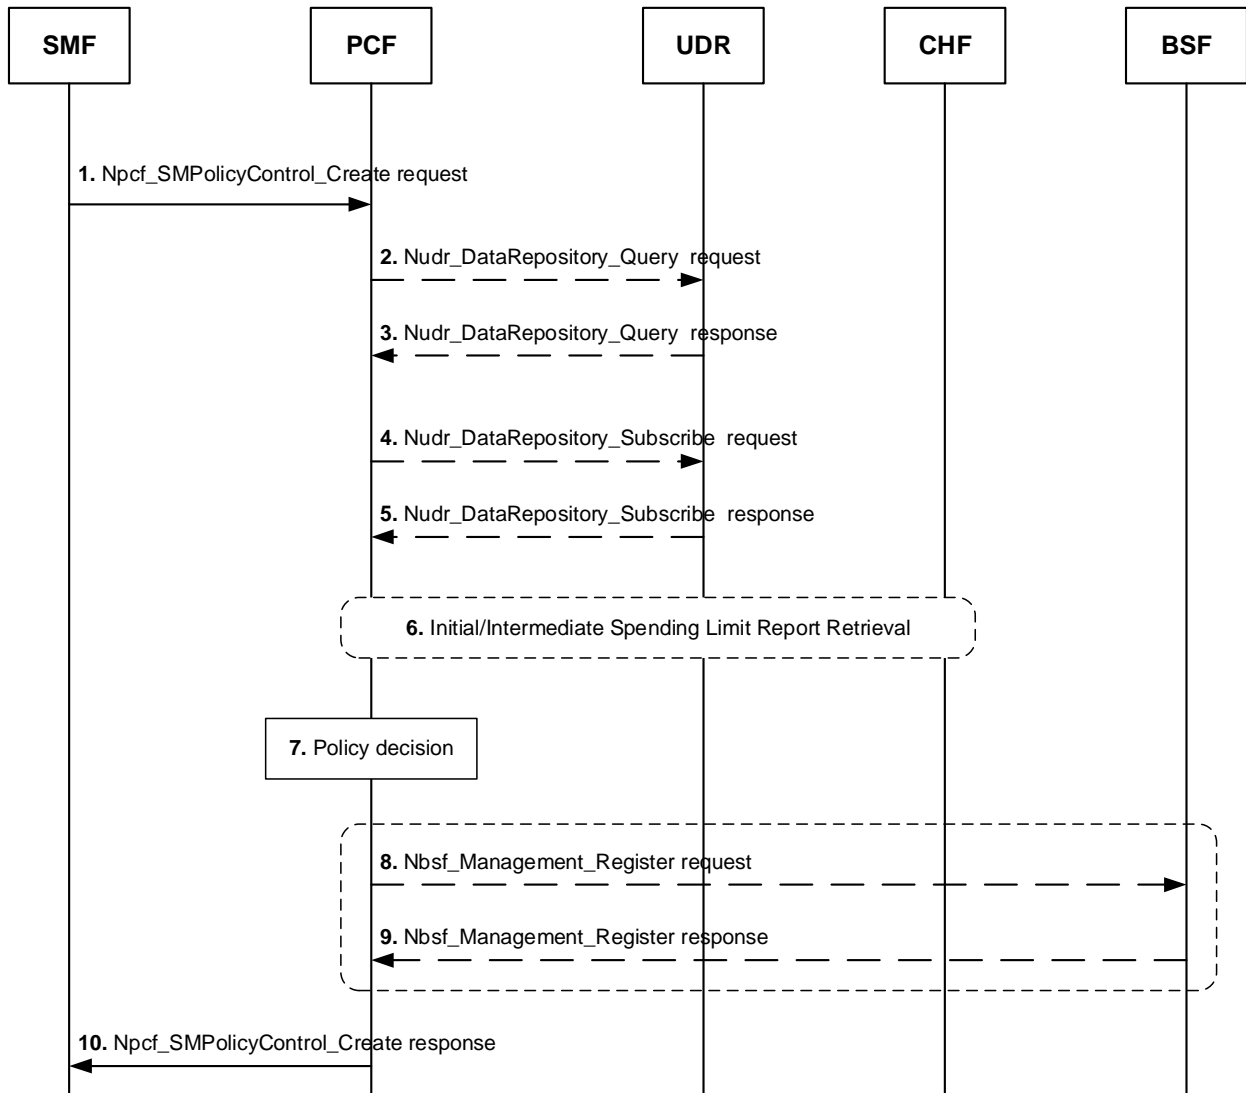 SMF PCF UDR CHF BSF
1. Npcf_SMPolicyControl_Create request
2. Nudr_DataRepository_Query request
3. Nudr_DataRepository_Query response
4. Nudr_DataRepository_Subscribe request
5. Nudr_DataRepository_Subscribe response
6. Initial/Intermediate Spending Limit Report Retrieval
7. Policy decision
8. Nbsf_Management_Register request
9. Nbsf_Management_Register response
10. Npcf_SMPolicyControl_Create response